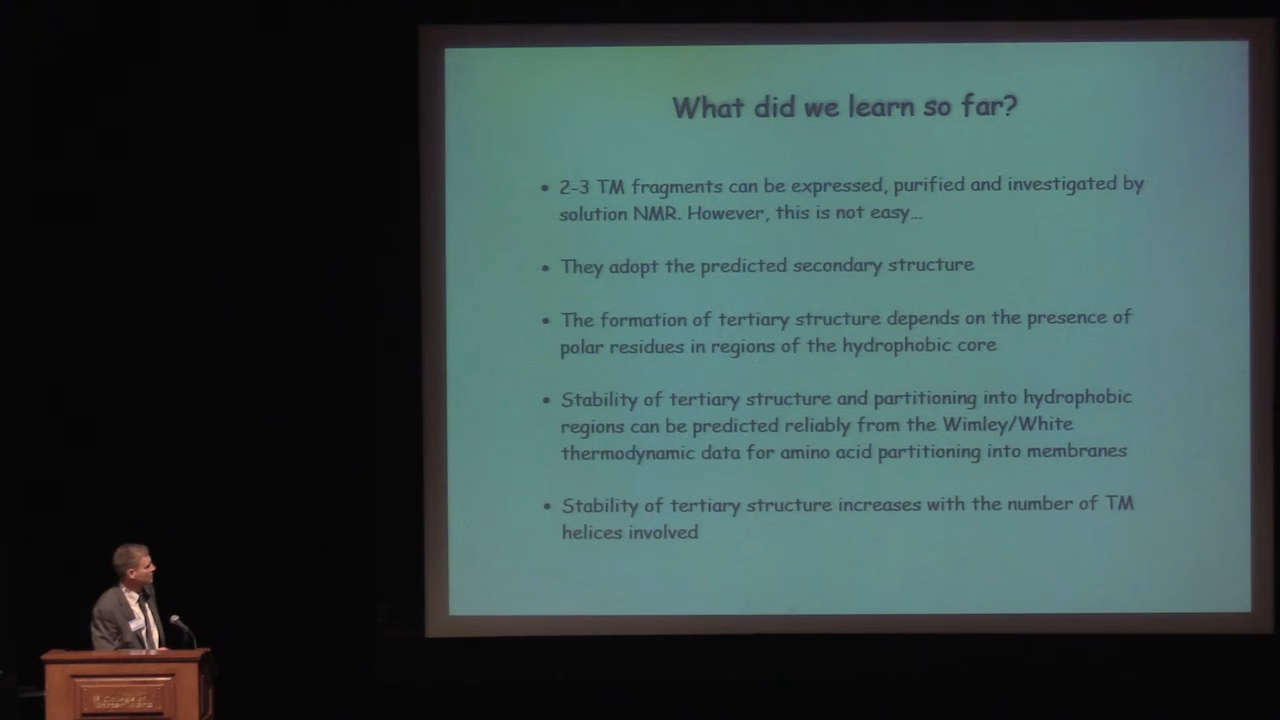 What did we learn so far?
• 2-3 TM fragments can be expressed, purified and investigated by
solution NMR. However, this is not easy...
• They adopt the predicted secondary structure
• The formation of tertiary structure depends on the presence of
polar residues in regions of the hydrophobic core
• Stability of tertiary structure and partitioning into hydrophobic
regions can be predicted reliably from the Wimley/White
thermodynamic data for amino acid partitioning into membranes
• Stability of tertiary structure increases with the number of TM
helices involved
College of